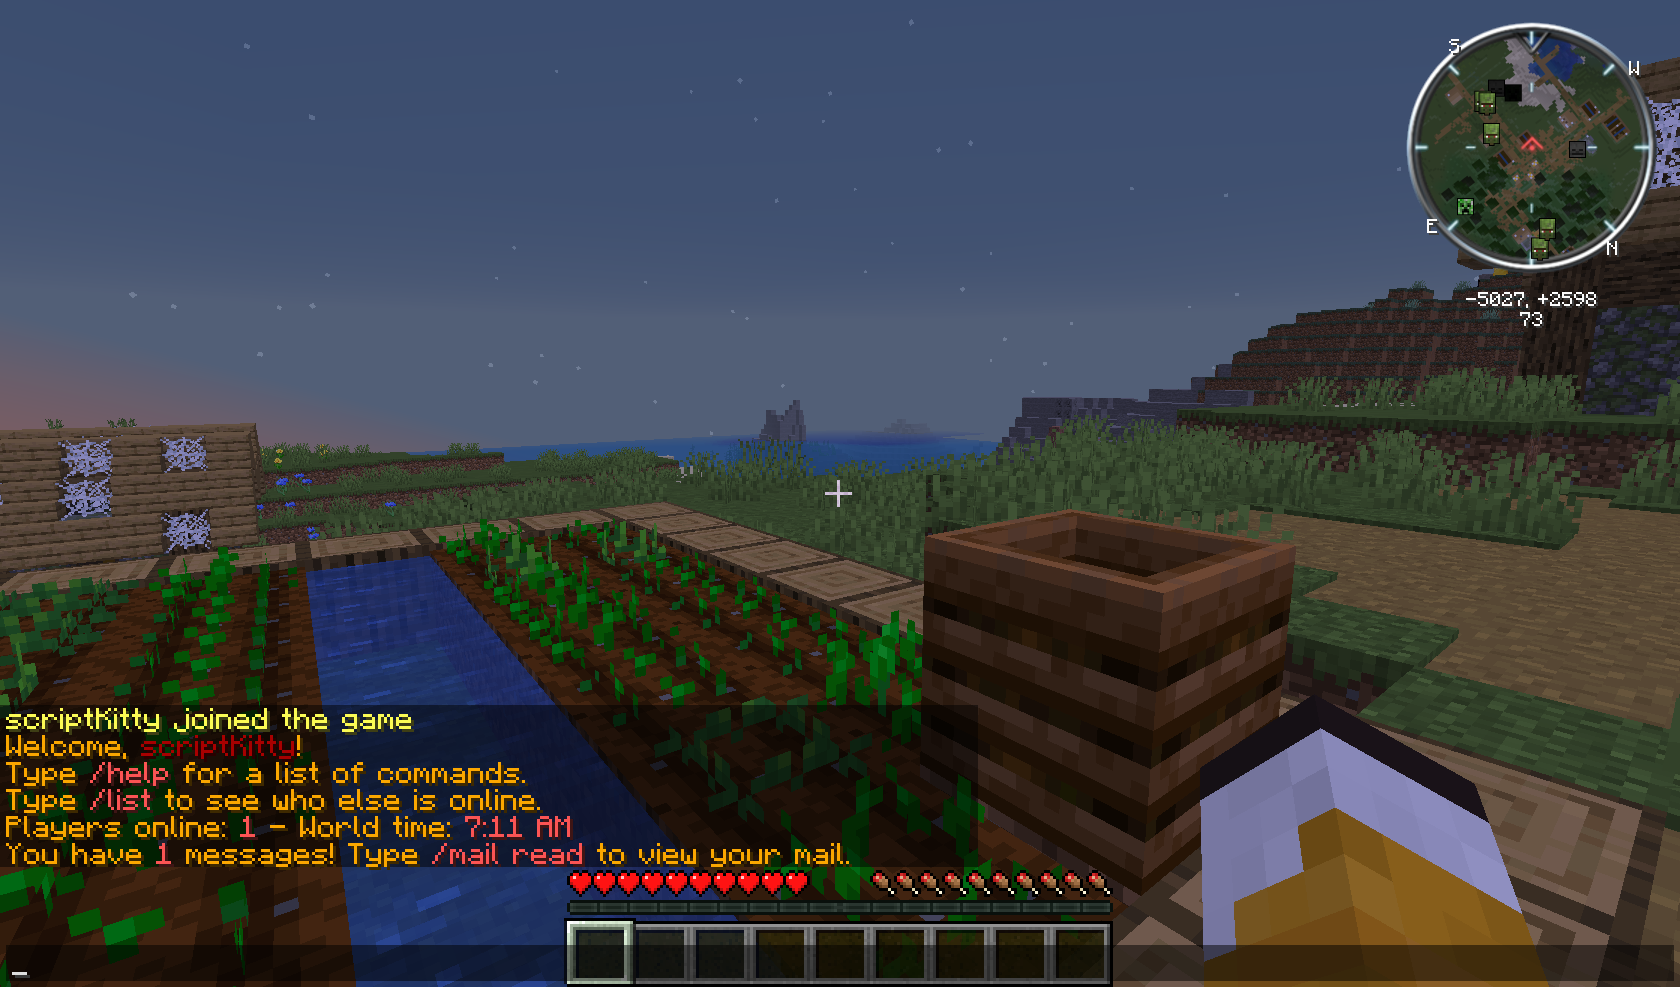 S
W
E
N
-5027, +2598
73
scriptKitty joined the game
Welcome, scriptKitty!
Type /help for a list of commands.
Type /list to see who else is online.
Players online: 1 - World time: 7:11 AM
You have 1 messages! Type /mail read to view your mail.
_